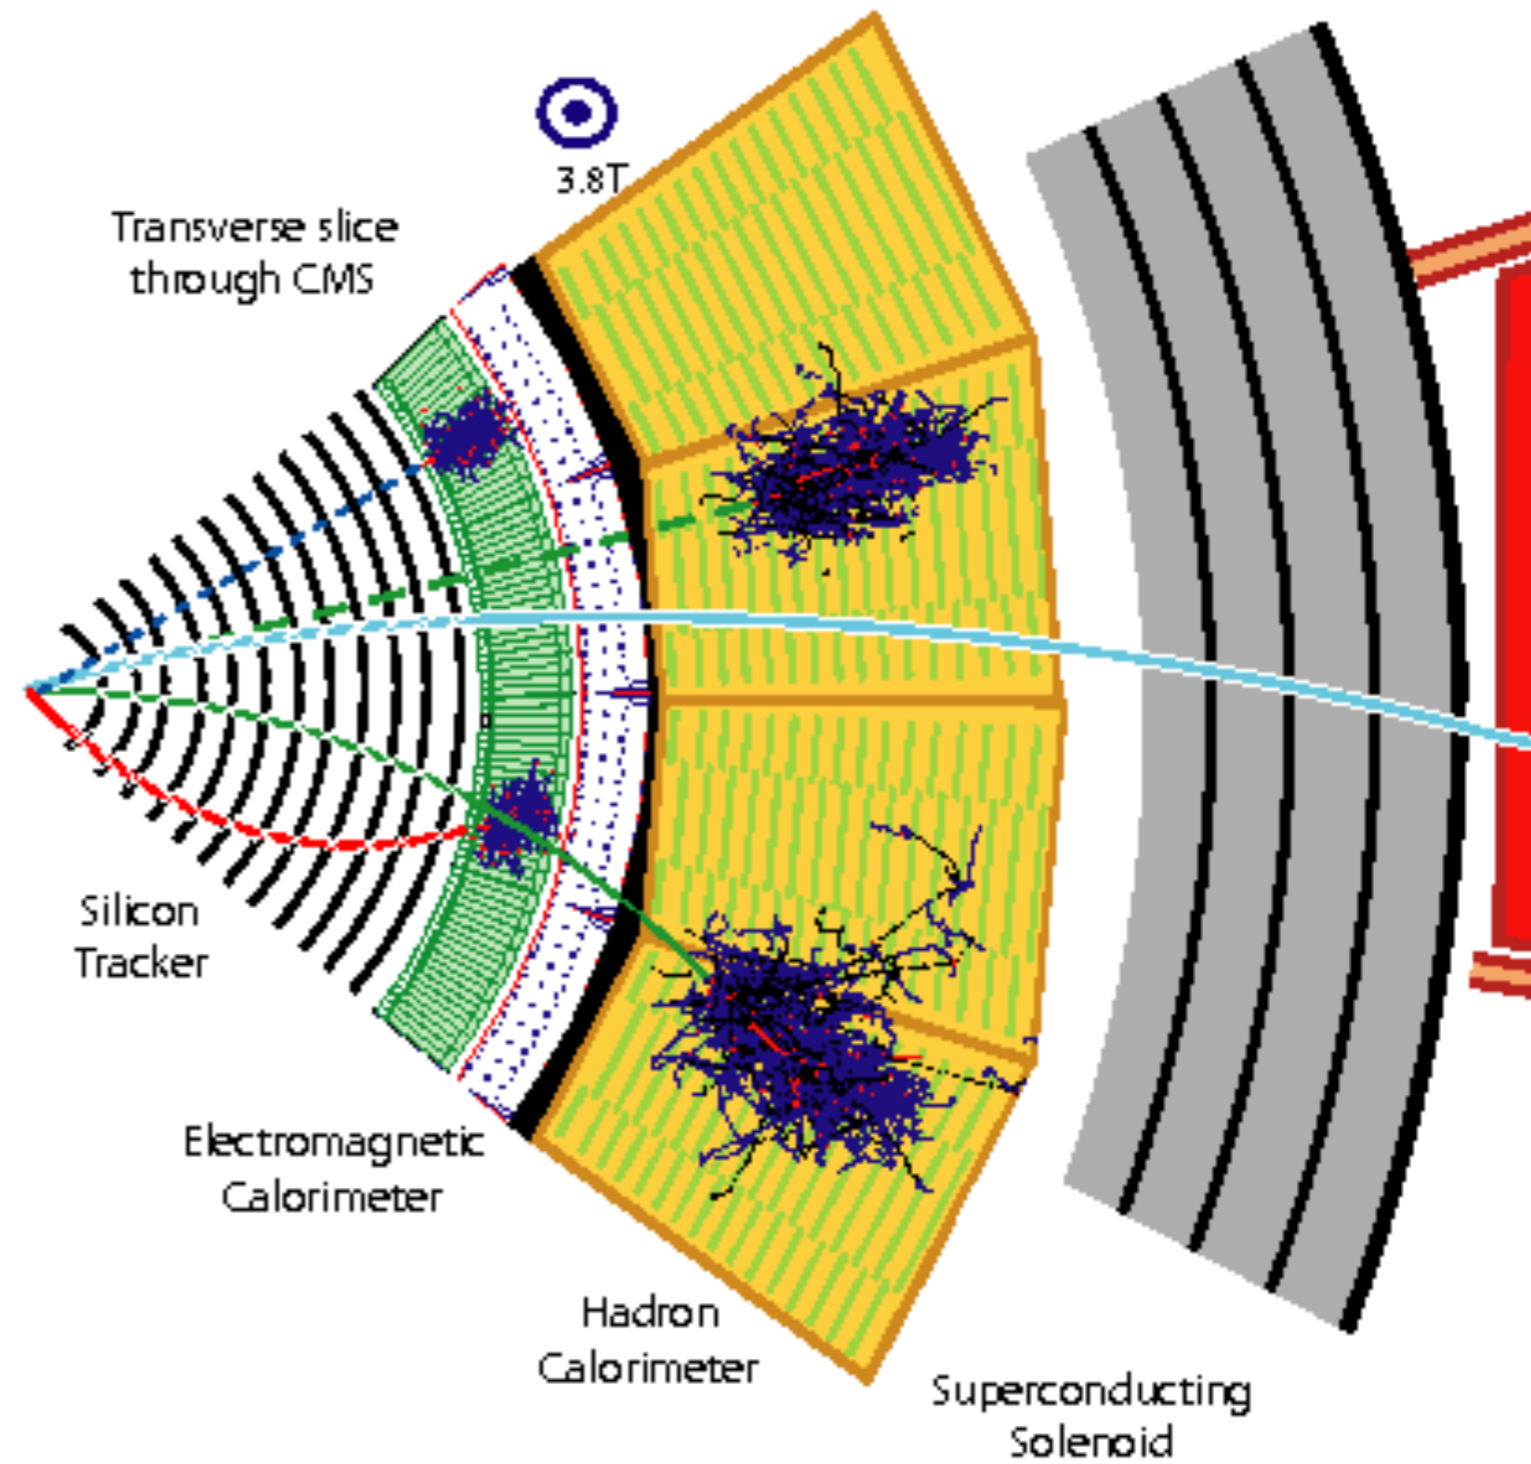 3.8T
Transverse slice
through CMS
Silicon
Tracker
Electromagnetic
Calorimeter
Hadron
Calorimeter
Superconducting
Solenoid